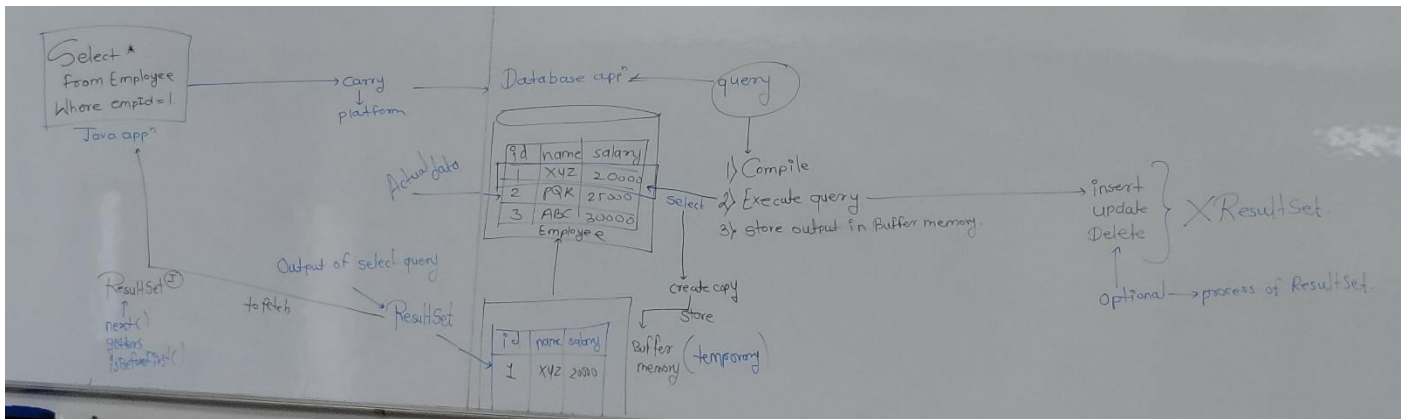 Select *
from Employee
Where empId=1
Java appⁿ
carry
platform
Database appⁿ
query
Actual data
id name salary
1 XYZ 20000
2 PQR 25000
3 ABC 30000
Employee
1) Compile
2) Execute query
3) store output in Buffer memory.
select
create copy
store
Buffer memory (temporary)
insert
update
Delete
X ResultSet
optional → process of ResultSet.
Output of select query
ResultSet
to fetch
id name salary
1 XYZ 20000
ResultSet (I)
next()
getters
isBeforeFirst()